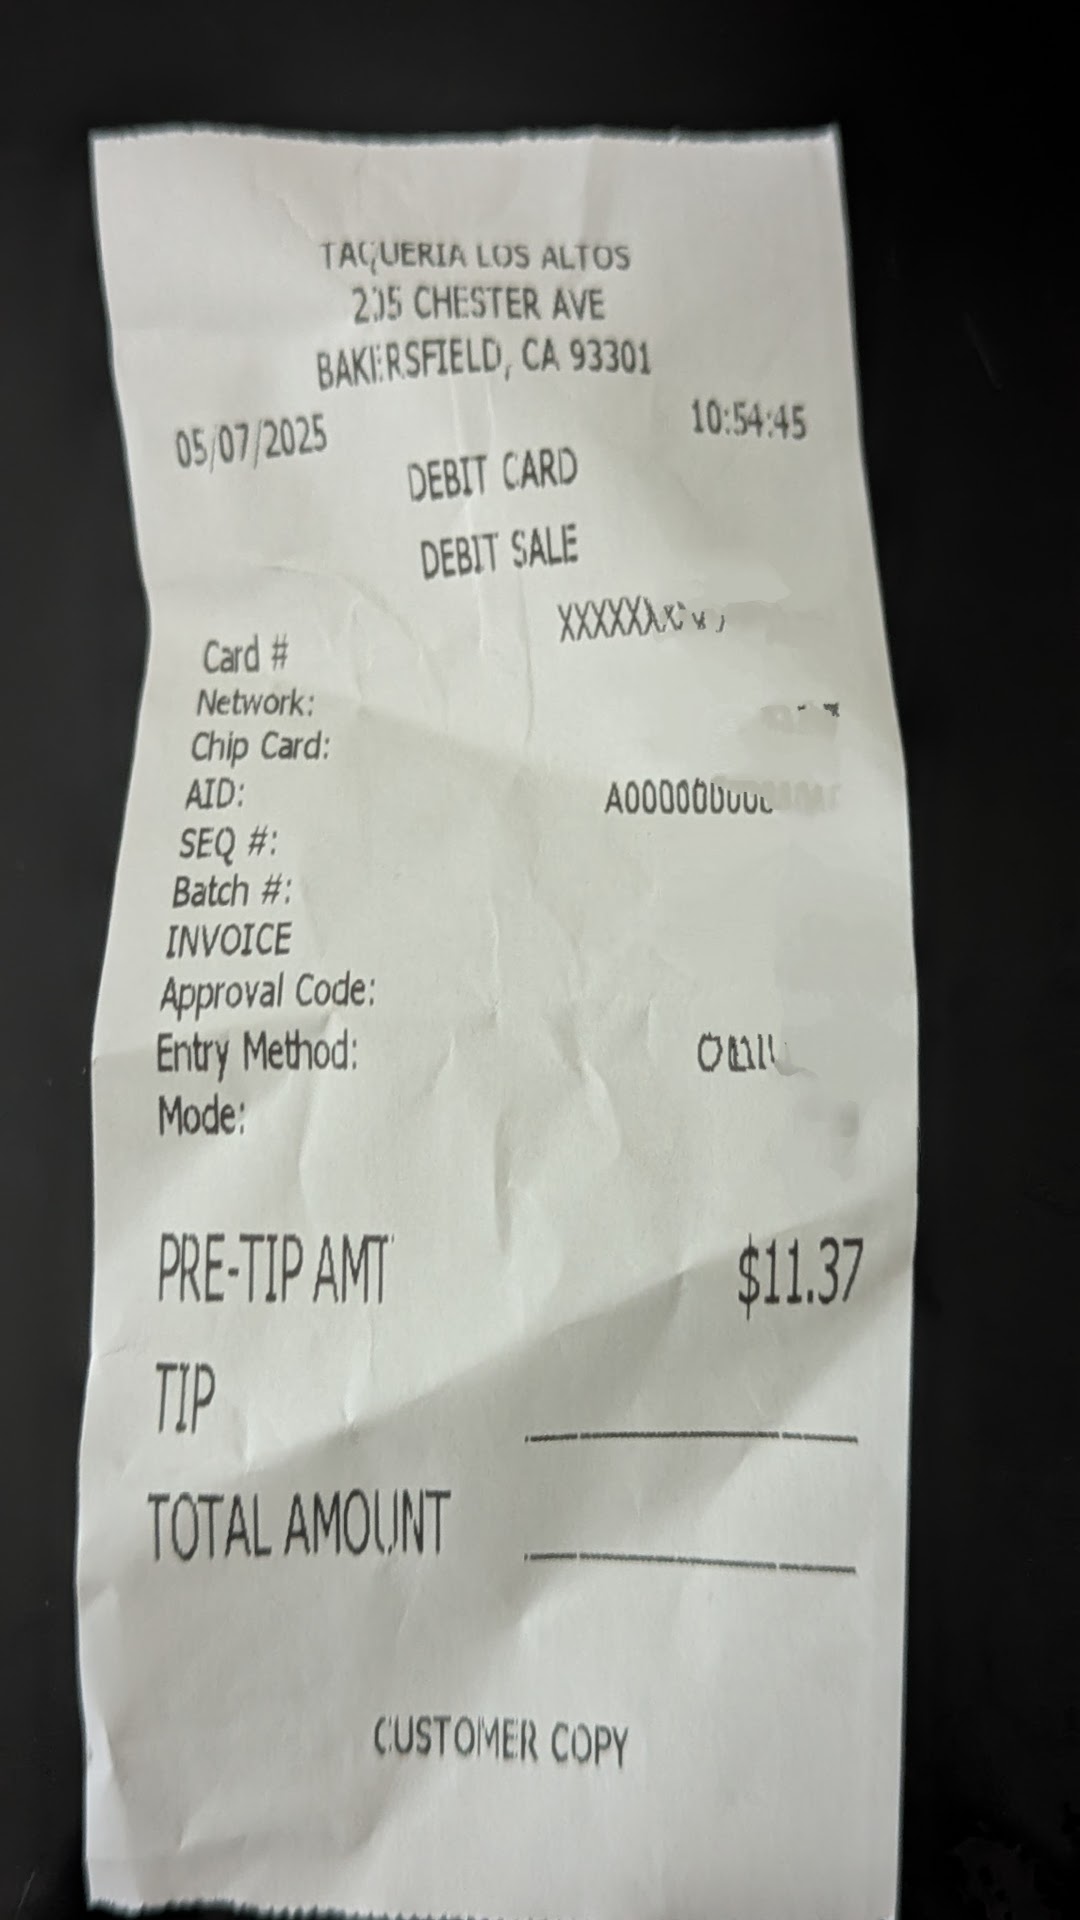 TAQUERIA LOS ALTOS
CHESTER AVE
BAKERSFIELD, CA 93301
05/07/2025 10:54:45
DEBIT CARD
DEBIT SALE
Card #
Network:
Chip Card:
AID:
SEQ #:
Batch #:
INVOICE
Approval Code:
Entry Method:
Mode:
PRE-TIP AMT $11.37
TIP
TOTAL AMOUNT
CUSTOMER COPY